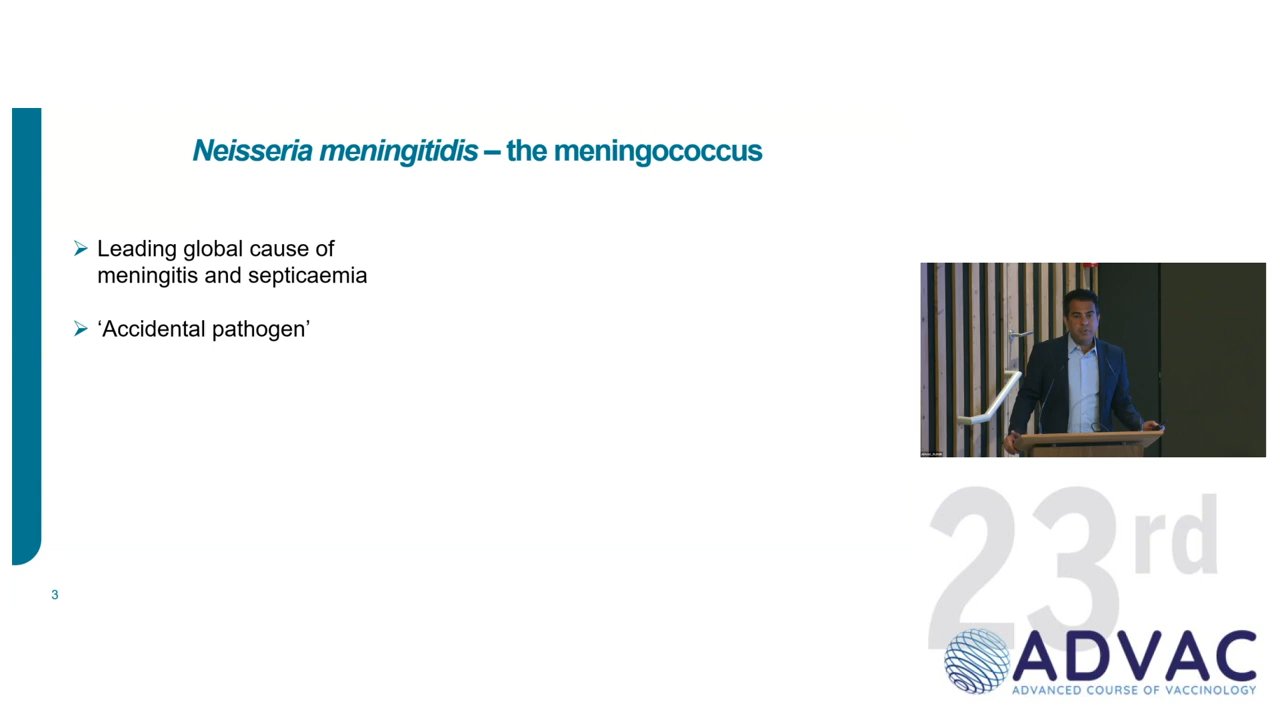 Neisseria meningitidis – the meningococcus
➢ Leading global cause of
meningitis and septicaemia
➢ ‘Accidental pathogen’
3
23rd
ADVAC
ADVANCED COURSE OF VACCINOLOGY